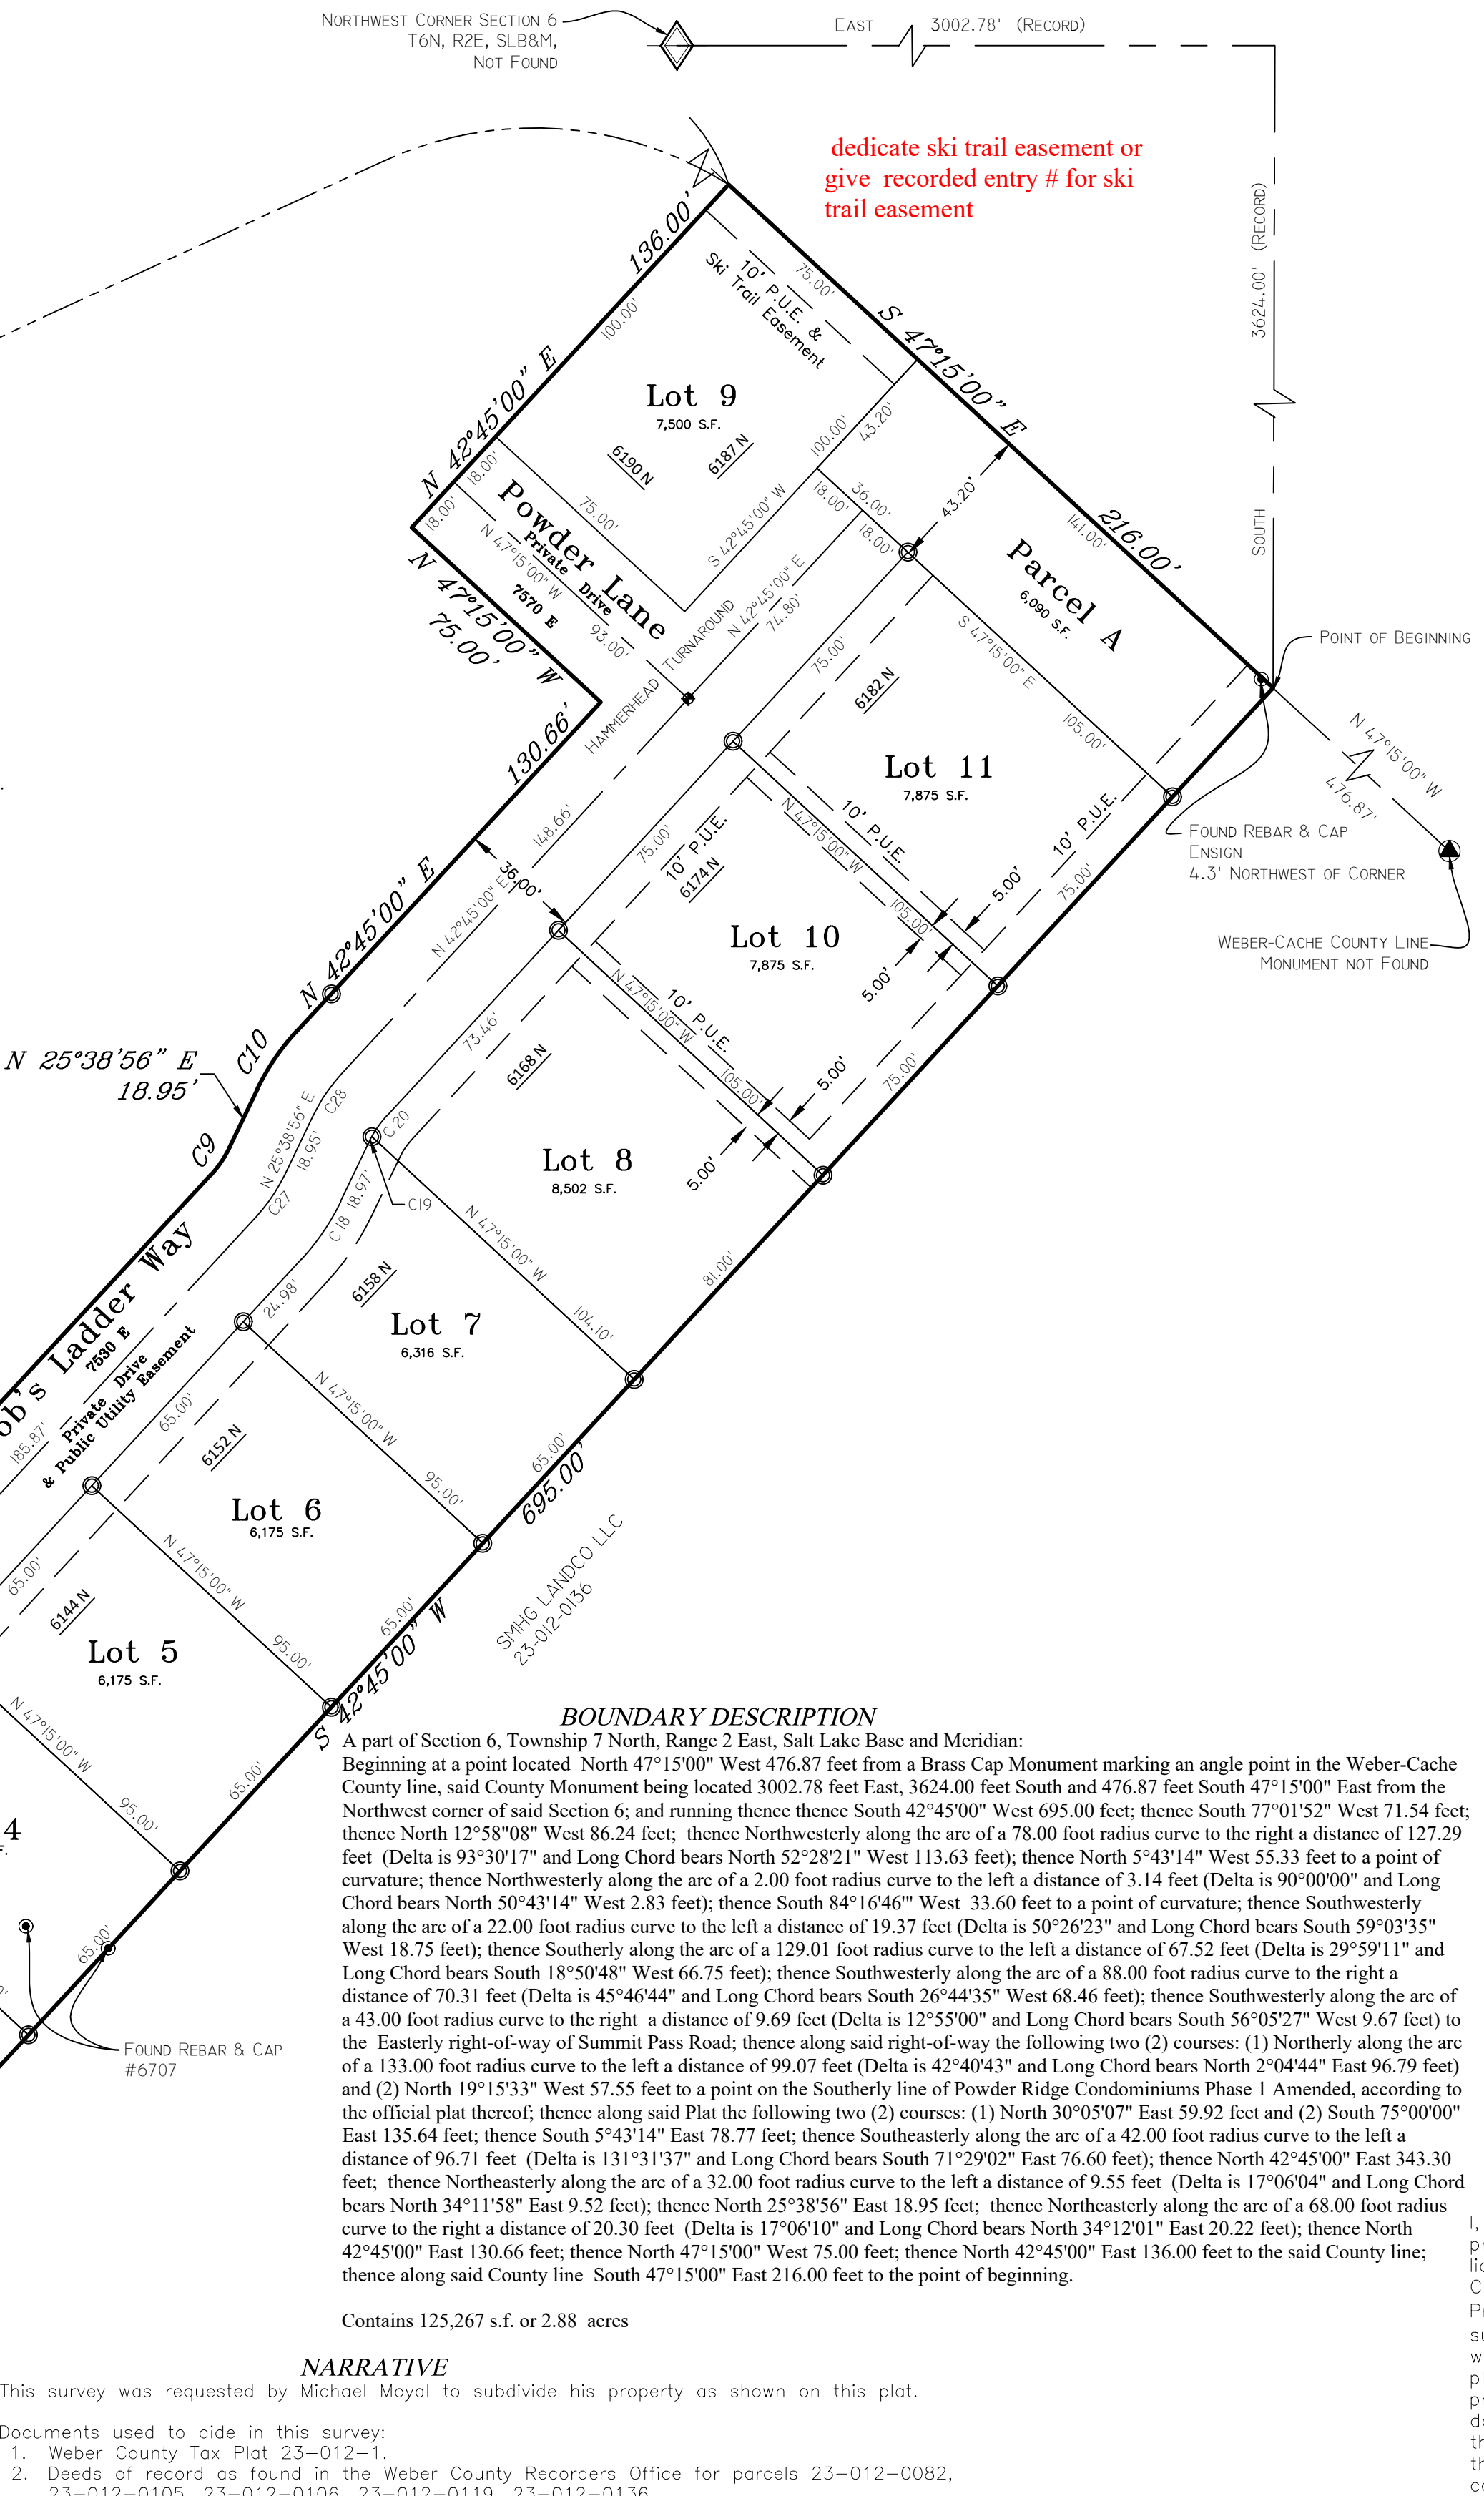 NORTHWEST CORNER SECTION 6
T6N, R2E, SLB&M,
NOT FOUND
EAST 3002.78' (RECORD)
dedicate ski trail easement or
give recorded entry # for ski
trail easement
3624.00' (RECORD)
SOUTH
136.00'
N 42°45'00" E
100.00'
75.00'
10' P.U.E. &
Ski Trail Easement
S 47°15'00" E
216.00'
141.00'
Lot 9
7,500 S.F.
6190 N
6187 N
100.00'
43.20'
S 42°45'00" W
18.00'
18.00'
75.00'
Powder Lane
Private Drive
N 47°15'00" W
93.00'
7570 E
N 47°15'00" W
75.00'
36.00'
18.00'
18.00'
43.20'
Parcel A
6,090 S.F.
S 47°15'00" E
105.00'
N 42°45'00" E
74.80'
HAMMERHEAD TURNAROUND
POINT OF BEGINNING
N 47°15'00" W
476.87'
FOUND REBAR & CAP
ENSIGN
4.3' NORTHWEST OF CORNER
WEBER-CACHE COUNTY LINE
MONUMENT NOT FOUND
130.66'
N 42°45'00" E
148.66'
N 42°45'00" E
36.00'
75.00'
6182 N
Lot 11
7,875 S.F.
10' P.U.E.
10' P.U.E.
N 47°15'00" W
105.00'
5.00'
75.00'
75.00'
10' P.U.E.
6174 N
Lot 10
7,875 S.F.
5.00'
10' P.U.E.
N 47°15'00" W
105.00'
5.00'
75.00'
73.46'
6168 N
Lot 8
8,502 S.F.
5.00'
81.00'
N 25°38'56" E
18.95'
C10
C9
N 25°38'56" E
18.95'
C28
C27
C 20
C19
C 18
18.97'
24.98'
N 47°15'00" W
104.10'
6158 N
Lot 7
6,316 S.F.
65.00'
695.00'
ob's Ladder Way
7530 E
Private Drive
& Public Utility Easement
185.87'
65.00'
N 47°15'00" W
95.00'
6152 N
Lot 6
6,175 S.F.
65.00'
S 42°45'00" W
SMHG LANDCO LLC
23-012-0136
65.00'
N 47°15'00" W
95.00'
6144 N
Lot 5
6,175 S.F.
65.00'
N 47°15'00" W
95.00'
4
F.
65.00'
FOUND REBAR & CAP
#6707
BOUNDARY DESCRIPTION
A part of Section 6, Township 7 North, Range 2 East, Salt Lake Base and Meridian:
Beginning at a point located North 47°15'00" West 476.87 feet from a Brass Cap Monument marking an angle point in the Weber-Cache
County line, said County Monument being located 3002.78 feet East, 3624.00 feet South and 476.87 feet South 47°15'00" East from the
Northwest corner of said Section 6; and running thence thence South 42°45'00" West 695.00 feet; thence South 77°01'52" West 71.54 feet;
thence North 12°58"08" West 86.24 feet; thence Northwesterly along the arc of a 78.00 foot radius curve to the right a distance of 127.29
feet (Delta is 93°30'17" and Long Chord bears North 52°28'21" West 113.63 feet); thence North 5°43'14" West 55.33 feet to a point of
curvature; thence Northwesterly along the arc of a 2.00 foot radius curve to the left a distance of 3.14 feet (Delta is 90°00'00" and Long
Chord bears North 50°43'14" West 2.83 feet); thence South 84°16'46'" West 33.60 feet to a point of curvature; thence Southwesterly
along the arc of a 22.00 foot radius curve to the left a distance of 19.37 feet (Delta is 50°26'23" and Long Chord bears South 59°03'35"
West 18.75 feet); thence Southerly along the arc of a 129.01 foot radius curve to the left a distance of 67.52 feet (Delta is 29°59'11" and
Long Chord bears South 18°50'48" West 66.75 feet); thence Southwesterly along the arc of a 88.00 foot radius curve to the right a
distance of 70.31 feet (Delta is 45°46'44" and Long Chord bears South 26°44'35" West 68.46 feet); thence Southwesterly along the arc of
a 43.00 foot radius curve to the right a distance of 9.69 feet (Delta is 12°55'00" and Long Chord bears South 56°05'27" West 9.67 feet) to
the Easterly right-of-way of Summit Pass Road; thence along said right-of-way the following two (2) courses: (1) Northerly along the arc
of a 133.00 foot radius curve to the left a distance of 99.07 feet (Delta is 42°40'43" and Long Chord bears North 2°04'44" East 96.79 feet)
and (2) North 19°15'33" West 57.55 feet to a point on the Southerly line of Powder Ridge Condominiums Phase 1 Amended, according to
the official plat thereof; thence along said Plat the following two (2) courses: (1) North 30°05'07" East 59.92 feet and (2) South 75°00'00"
East 135.64 feet; thence South 5°43'14" East 78.77 feet; thence Southeasterly along the arc of a 42.00 foot radius curve to the left a
distance of 96.71 feet (Delta is 131°31'37" and Long Chord bears South 71°29'02" East 76.60 feet); thence North 42°45'00" East 343.30
feet; thence Northeasterly along the arc of a 32.00 foot radius curve to the left a distance of 9.55 feet (Delta is 17°06'04" and Long Chord
bears North 34°11'58" East 9.52 feet); thence North 25°38'56" East 18.95 feet; thence Northeasterly along the arc of a 68.00 foot radius
curve to the right a distance of 20.30 feet (Delta is 17°06'10" and Long Chord bears North 34°12'01" East 20.22 feet); thence North
42°45'00" East 130.66 feet; thence North 47°15'00" West 75.00 feet; thence North 42°45'00" East 136.00 feet to the said County line;
thence along said County line South 47°15'00" East 216.00 feet to the point of beginning.
Contains 125,267 s.f. or 2.88 acres
NARRATIVE
This survey was requested by Michael Moyal to subdivide his property as shown on this plat.
Documents used to aide in this survey:
1. Weber County Tax Plat 23-012-1.
2. Deeds of record as found in the Weber County Recorders Office for parcels 23-012-0082,
23-012-0105, 23-012-0106, 23-012-0119, 23-012-0136